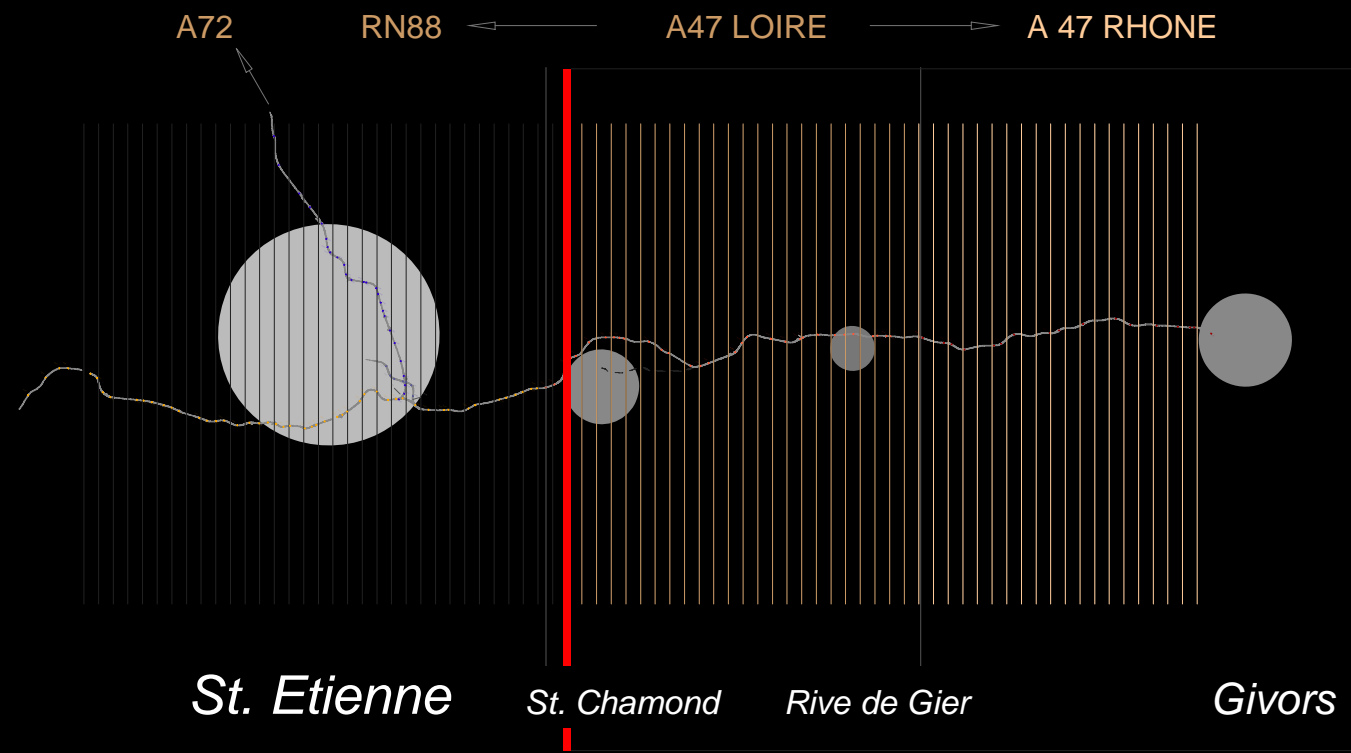 A72 RN88 A47 LOIRE A 47 RHONE
St. Etienne St. Chamond Rive de Gier Givors